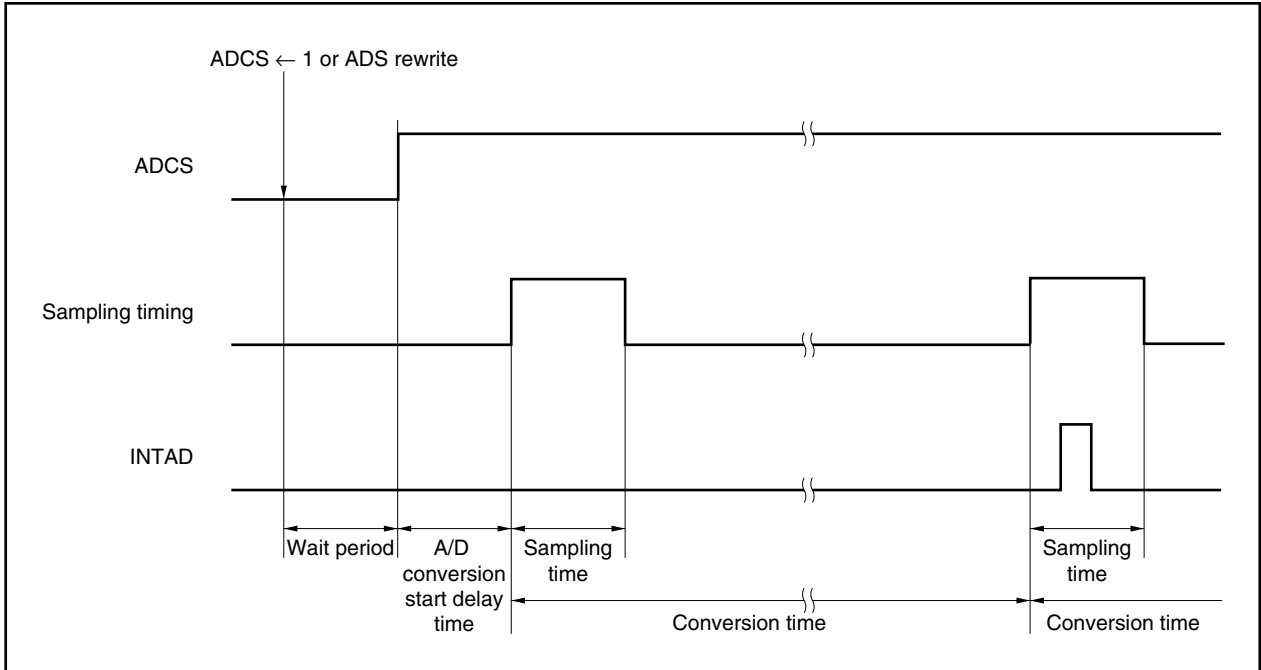 ADCS ← 1 or ADS rewrite
ADCS
Sampling timing
INTAD
Wait period
A/D
conversion
start delay
time
Sampling
time
Sampling
time
Conversion time
Conversion time